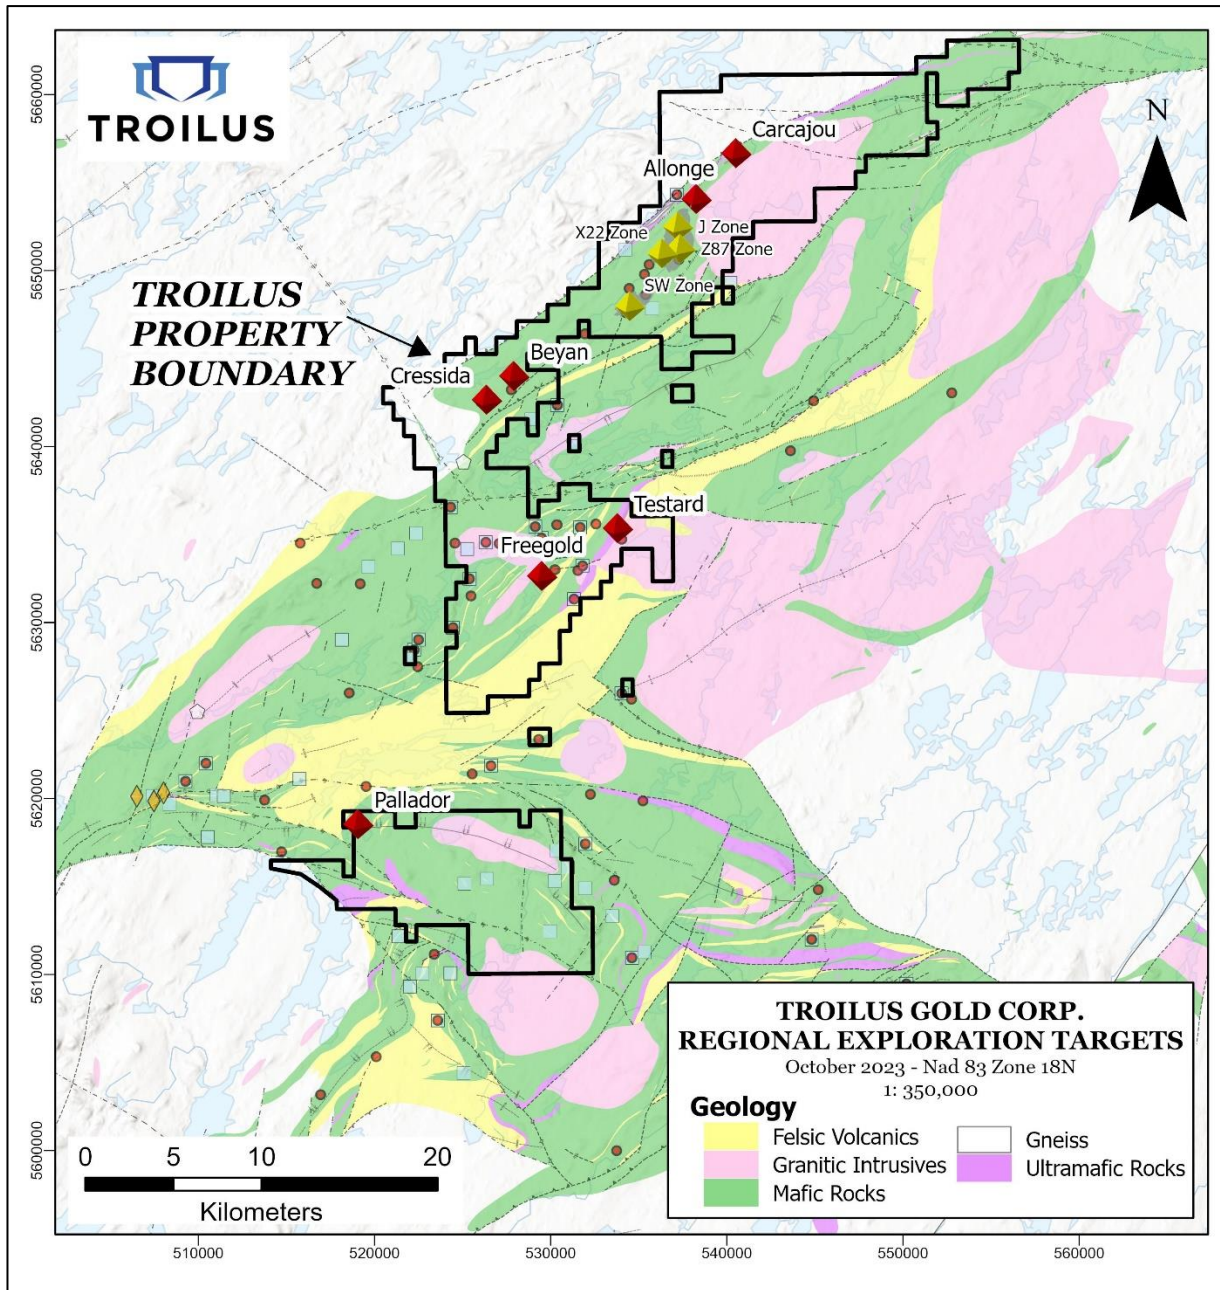 TROILUS
N
Carcajou
Allonge
X22 Zone
J Zone
Z87 Zone
SW Zone
TROILUS
PROPERTY
BOUNDARY
Beyan
Cressida
Testard
Freegold
Pallador
5660000
5650000
5640000
5630000
5620000
5610000
5600000
TROILUS GOLD CORP.
REGIONAL EXPLORATION TARGETS
October 2023 - Nad 83 Zone 18N
1: 350,000
Geology
Felsic Volcanics
Granitic Intrusives
Mafic Rocks
Gneiss
Ultramafic Rocks
0 5 10 20
Kilometers
510000 520000 530000 540000 550000 560000